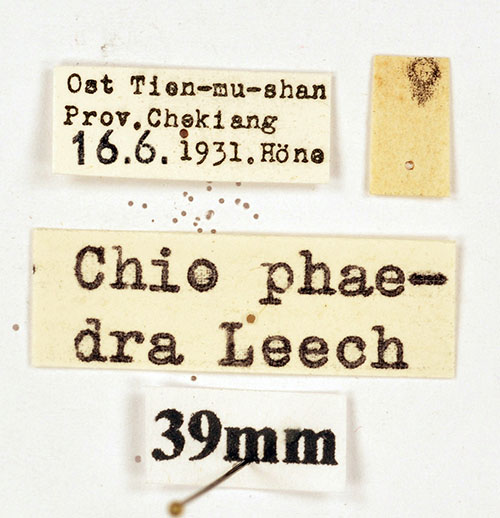 Ost Tien-mu-shan
Prov.Chekiang
16.6.1931.Höne
Chio phae-
dra Leech
39mm